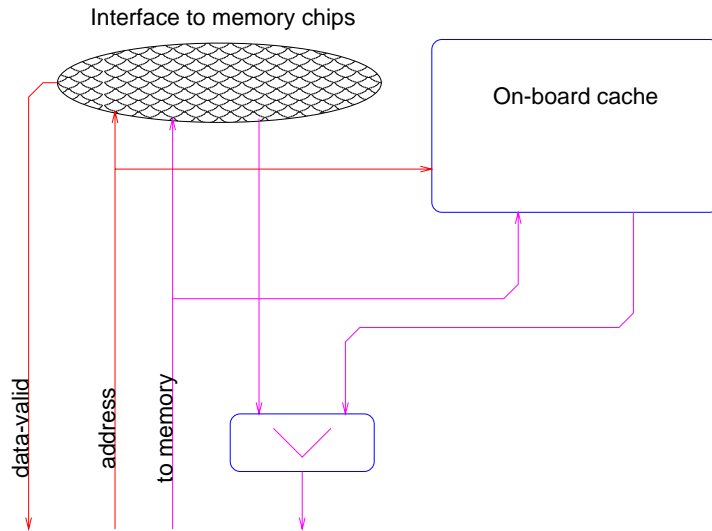 Interface to memory chips
On-board cache
data-valid
address
to memory